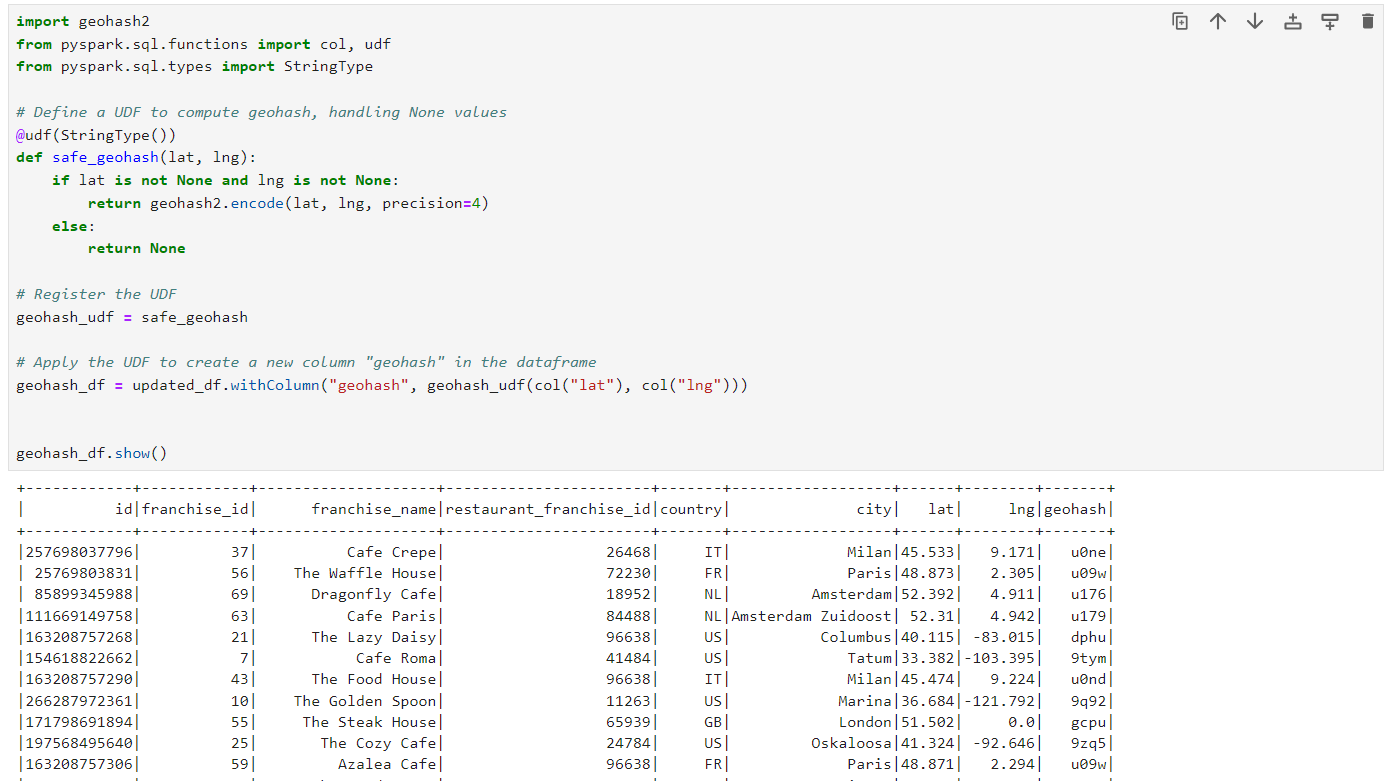 import geohash2
from pyspark.sql.functions import col, udf
from pyspark.sql.types import StringType

# Define a UDF to compute geohash, handling None values
@udf(StringType())
def safe_geohash(lat, lng):
    if lat is not None and lng is not None:
        return geohash2.encode(lat, lng, precision=4)
    else:
        return None

# Register the UDF
geohash_udf = safe_geohash

# Apply the UDF to create a new column "geohash" in the dataframe
geohash_df = updated_df.withColumn("geohash", geohash_udf(col("lat"), col("lng")))


geohash_df.show()
+------------+------------+--------------------+-----------------------+-------+------------------+------+--------+-------+
|          id|franchise_id|      franchise_name|restaurant_franchise_id|country|              city|   lat|     lng|geohash|
+------------+------------+--------------------+-----------------------+-------+------------------+------+--------+-------+
|257698037796|          37|          Cafe Crepe|                  26468|     IT|             Milan|45.533|   9.171|   u0ne|
| 25769803831|          56|    The Waffle House|                  72230|     FR|             Paris|48.873|   2.305|   u09w|
| 85899345988|          69|      Dragonfly Cafe|                  18952|     NL|         Amsterdam|52.392|   4.911|   u176|
|111669149758|          63|          Cafe Paris|                  84488|     NL|Amsterdam Zuidoost| 52.31|   4.942|   u179|
|163208757268|          21|      The Lazy Daisy|                  96638|     US|          Columbus|40.115| -83.015|   dphu|
|154618822662|           7|           Cafe Roma|                  41484|     US|             Tatum|33.382|-103.395|   9tym|
|163208757290|          43|      The Food House|                  96638|     IT|             Milan|45.474|   9.224|   u0nd|
|266287972361|          10|    The Golden Spoon|                  11263|     US|            Marina|36.684|-121.792|   9q92|
|171798691894|          55|     The Steak House|                  65939|     GB|            London|51.502|     0.0|   gcpu|
|197568495640|          25|       The Cozy Cafe|                  24784|     US|         Oskaloosa|41.324| -92.646|   9zq5|
|163208757306|          59|         Azalea Cafe|                  96638|     FR|             Paris|48.871|   2.294|   u09w|